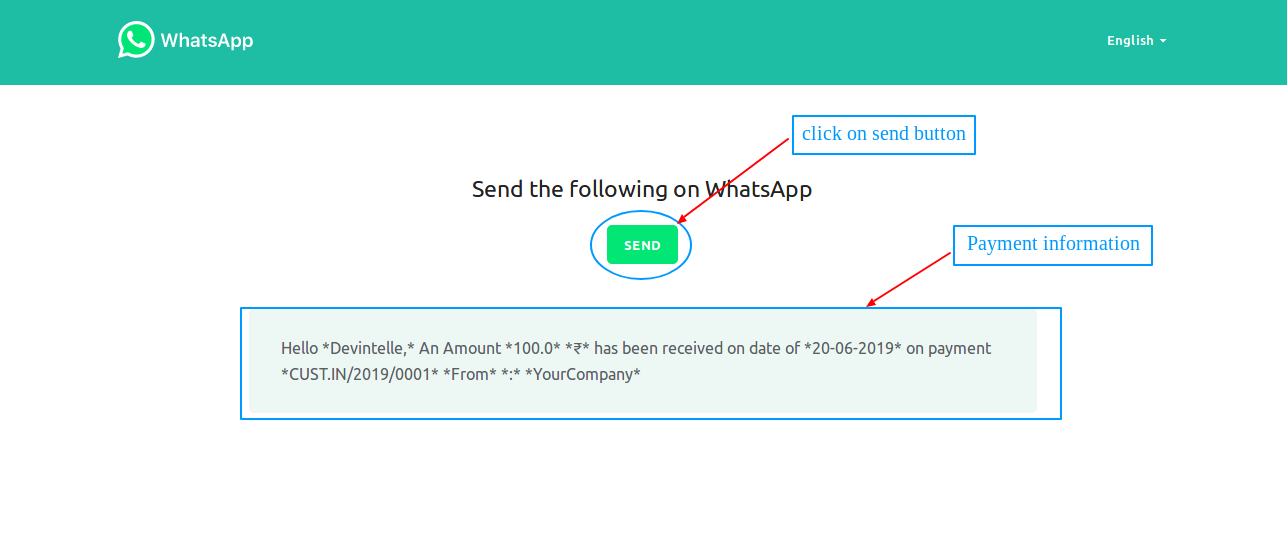 WhatsApp
English
click on send button
Send the following on WhatsApp
SEND
Payment information
Hello *Devintelle,* An Amount *100.0* *₹* has been received on date of *20-06-2019* on payment
*CUST.IN/2019/0001* *From* *:* *YourCompany*